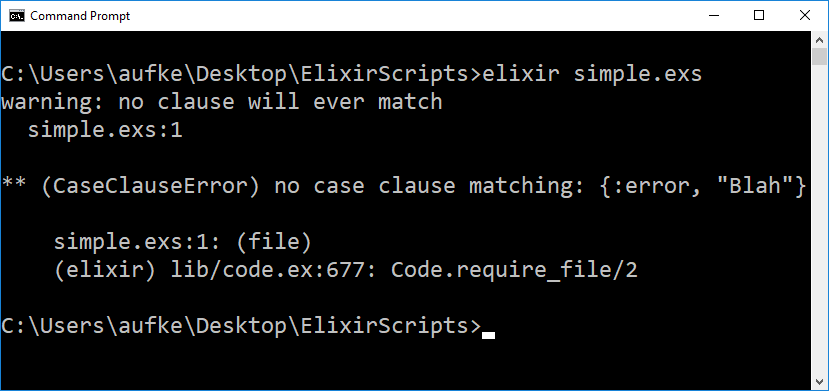 Command Prompt
C:\Users\aufke\Desktop\ElixirScripts>elixir simple.exs
warning: no clause will ever match
  simple.exs:1
** (CaseClauseError) no case clause matching: {:error, "Blah"}
    simple.exs:1: (file)
    (elixir) lib/code.ex:677: Code.require_file/2
C:\Users\aufke\Desktop\ElixirScripts>